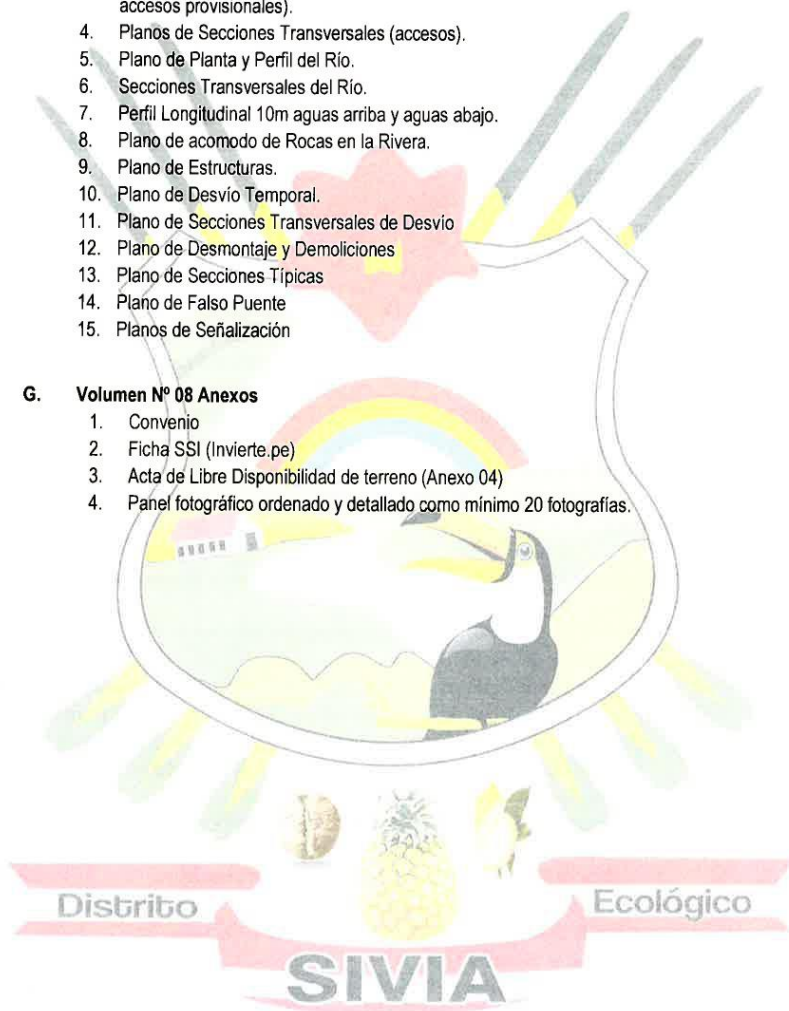 accesos provisionales).
4. Planos de Secciones Transversales (accesos).
5. Plano de Planta y Perfil del Río.
6. Secciones Transversales del Río.
7. Perfil Longitudinal 10m aguas arriba y aguas abajo.
8. Plano de acomodo de Rocas en la Rivera.
9. Plano de Estructuras.
10. Plano de Desvío Temporal.
11. Plano de Secciones Transversales de Desvío
12. Plano de Desmontaje y Demoliciones
13. Plano de Secciones Típicas
14. Plano de Falso Puente
15. Planos de Señalización
G. Volumen Nº 08 Anexos
1. Convenio
2. Ficha SSI (Invierte.pe)
3. Acta de Libre Disponibilidad de terreno (Anexo 04)
4. Panel fotográfico ordenado y detallado como mínimo 20 fotografías.
Distrito Ecológico
SIVIA